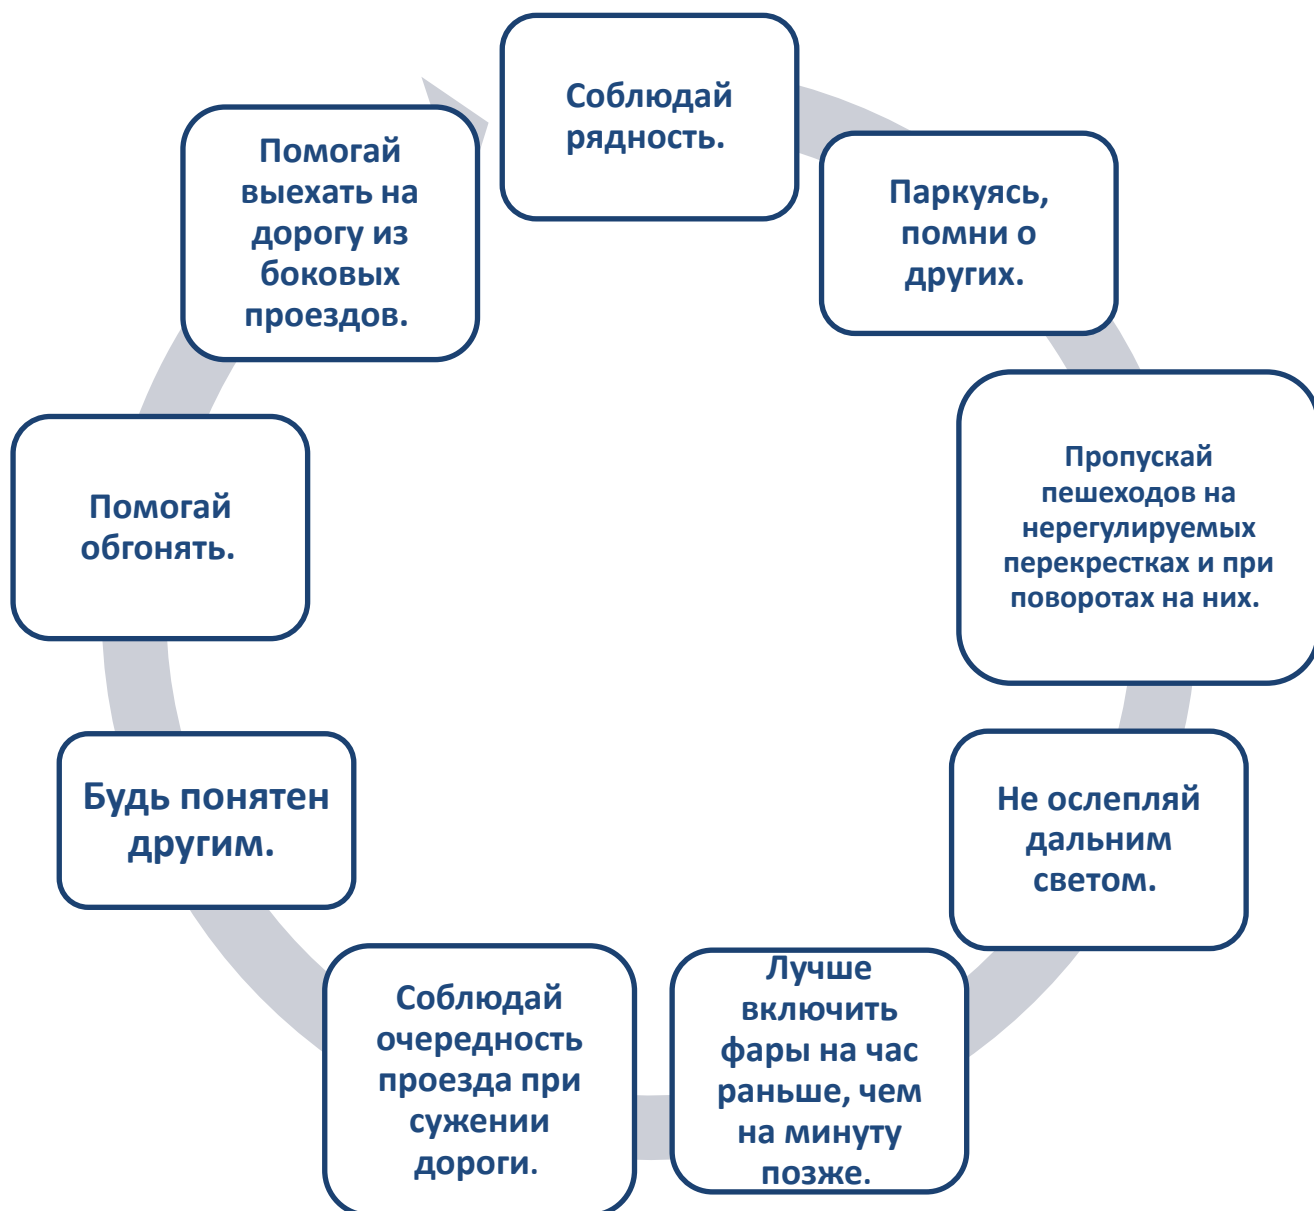 Соблюдай
рядность.
Паркуясь,
помни о
других.
Пропускай
пешеходов на
нерегулируемых
перекрестках и при
поворотах на них.
Не ослепляй
дальним
светом.
Лучше
включить
фары на час
раньше, чем
на минуту
позже.
Соблюдай
очередность
проезда при
сужении
дороги.
Будь понятен
другим.
Помогай
обгонять.
Помогай
выехать на
дорогу из
боковых
проездов.